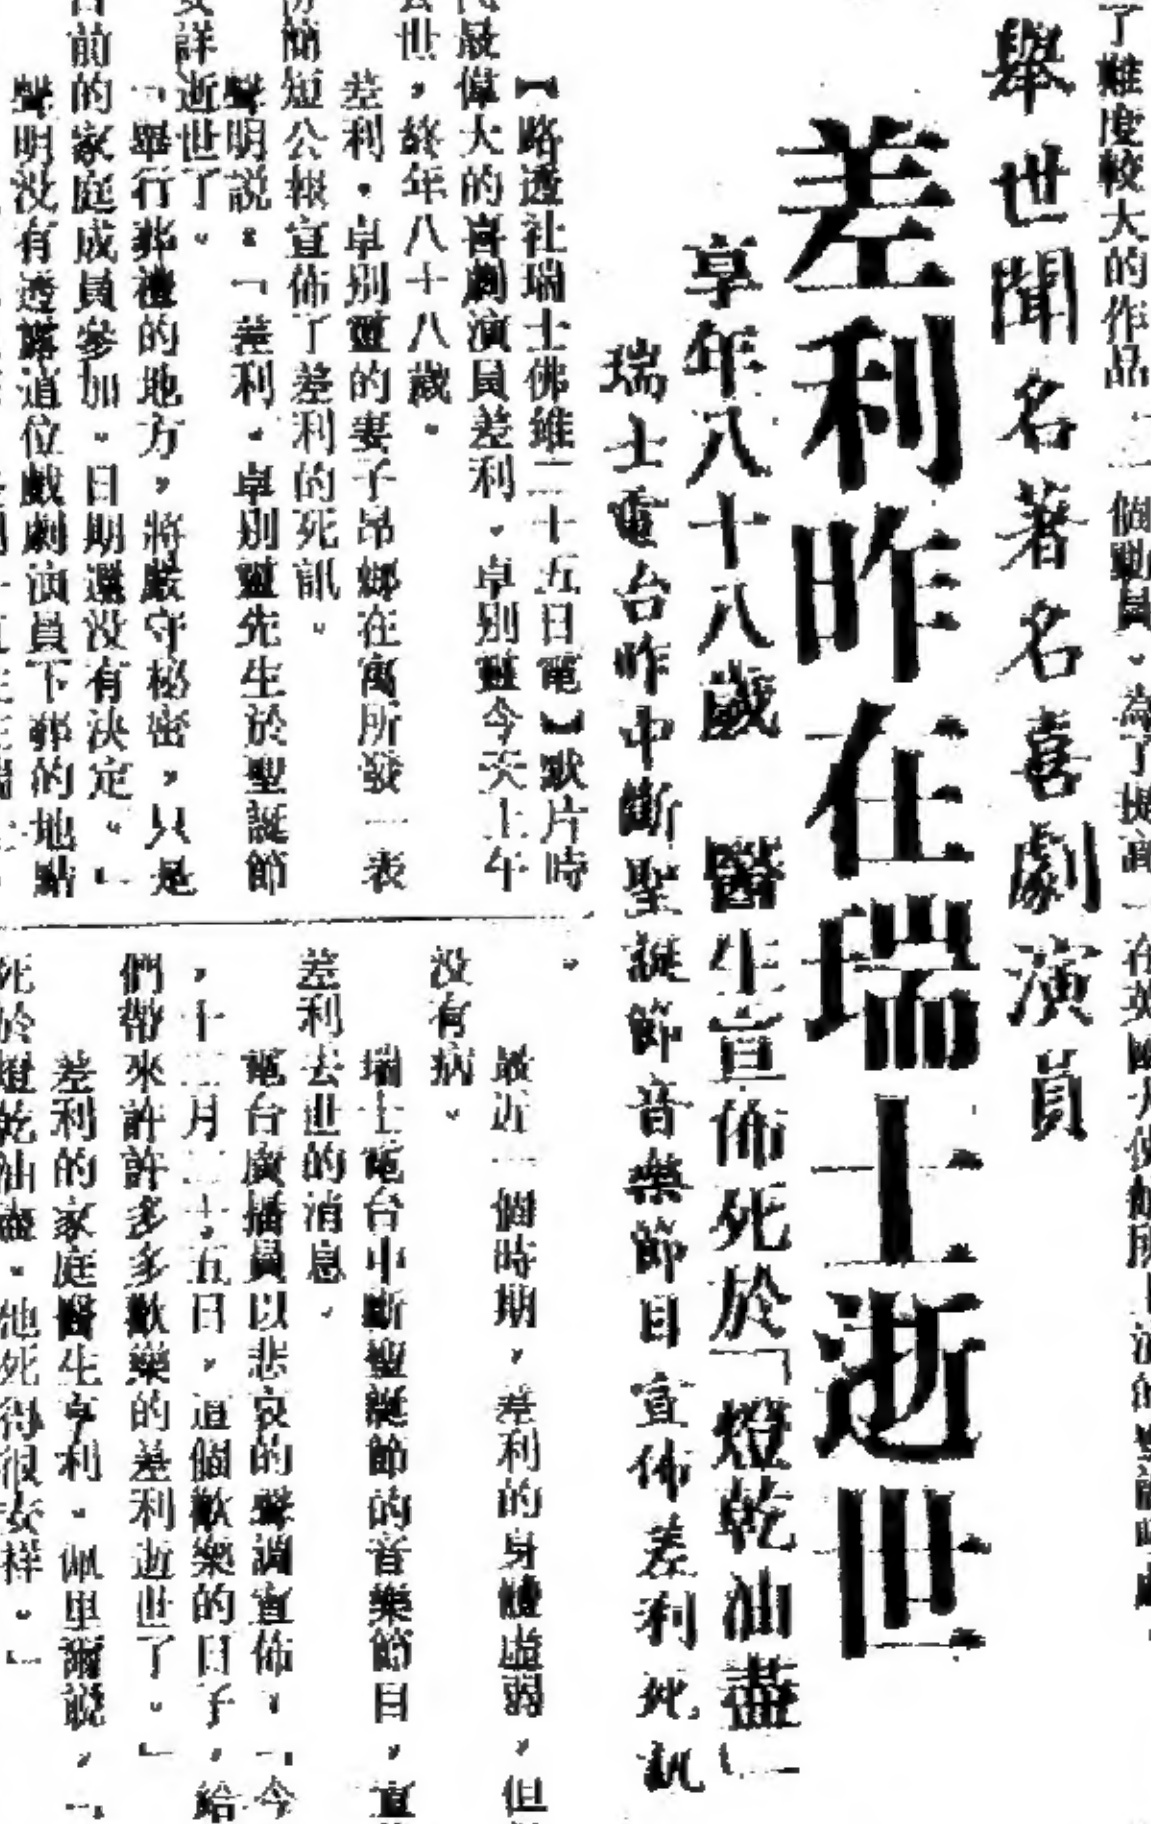 了難度較大的作品
舉世聞名著名喜劇演員
差利昨在瑞士逝世
享年八十八歲 醫生宣佈死於「燈乾油盡」
瑞士電台昨中斷聖誕節音樂節目宣佈差利死訊
【路透社瑞士佛維二十五日電】默片時
代最偉大的喜劇演員差利・卓別靈今天上午
去世，終年八十八歲。
差利・卓別靈的妻子昂娜在寓所發一表
份簡短公報宣佈了差利的死訊。
聲明說：「差利・卓別靈先生於聖誕節
安詳逝世了。
「舉行葬禮的地方，將嚴守秘密，只是
目前的家庭成員參加。日期還没有決定。」
聲明没有透露這位戲劇演員下葬的地點
，
最近一個時期，差利的身體虛弱，但
没有病。
瑞士電台中斷聖誕節的音樂節目，宣
差利去世的消息。
電台廣播員以悲哀的聲調宣佈，「今
，十二月二十五日，這個歡樂的日子，給
們帶來許許多多歡樂的差利逝世了。」
差利的家庭醫生亨利・佩里爾說，「
死於燈乾油盡。他死得很安祥。」